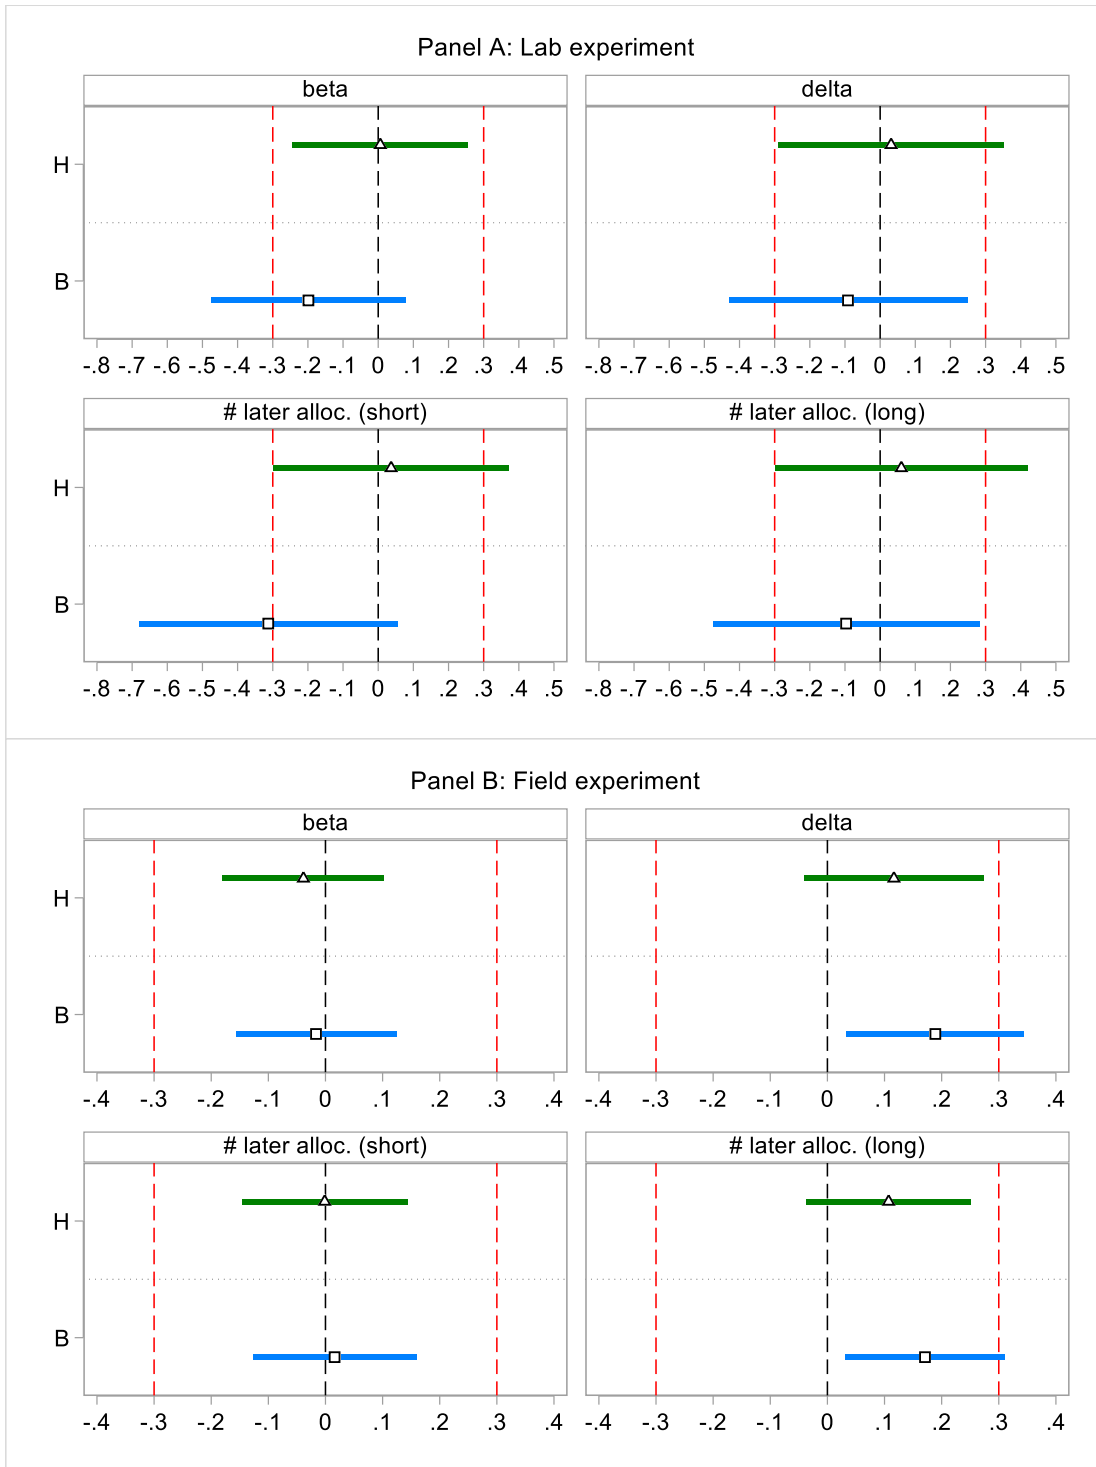 Panel A: Lab experiment
beta
delta
H
B
-.8 -.7 -.6 -.5 -.4 -.3 -.2 -.1 0 .1 .2 .3 .4 .5
-.8 -.7 -.6 -.5 -.4 -.3 -.2 -.1 0 .1 .2 .3 .4 .5
# later alloc. (short)
# later alloc. (long)
H
B
-.8 -.7 -.6 -.5 -.4 -.3 -.2 -.1 0 .1 .2 .3 .4 .5
-.8 -.7 -.6 -.5 -.4 -.3 -.2 -.1 0 .1 .2 .3 .4 .5
Panel B: Field experiment
beta
delta
H
B
-.4 -.3 -.2 -.1 0 .1 .2 .3 .4
-.4 -.3 -.2 -.1 0 .1 .2 .3 .4
# later alloc. (short)
# later alloc. (long)
H
B
-.4 -.3 -.2 -.1 0 .1 .2 .3 .4
-.4 -.3 -.2 -.1 0 .1 .2 .3 .4